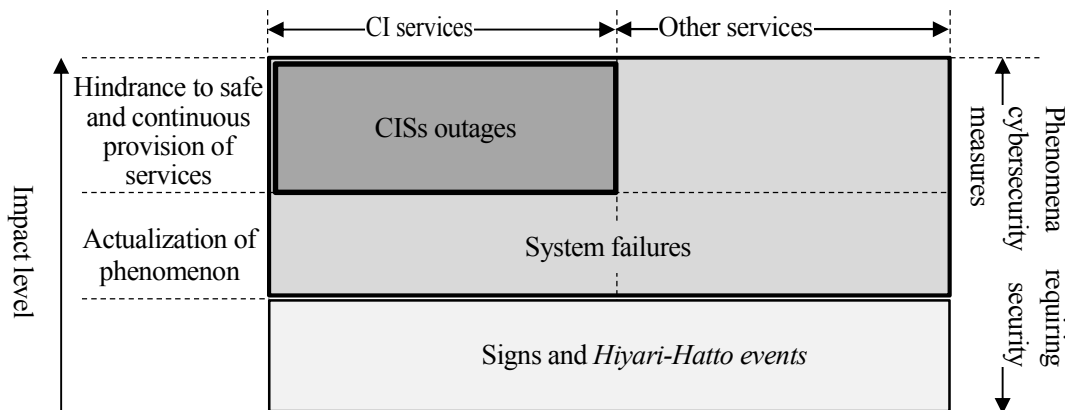 CI services
Other services
Hindrance to safe
and continuous
provision of
services
CISs outages
Actualization of
phenomenon
System failures
Signs and Hiyari-Hatto events
Impact level
Phenomena requiring
cybersecurity security
measures